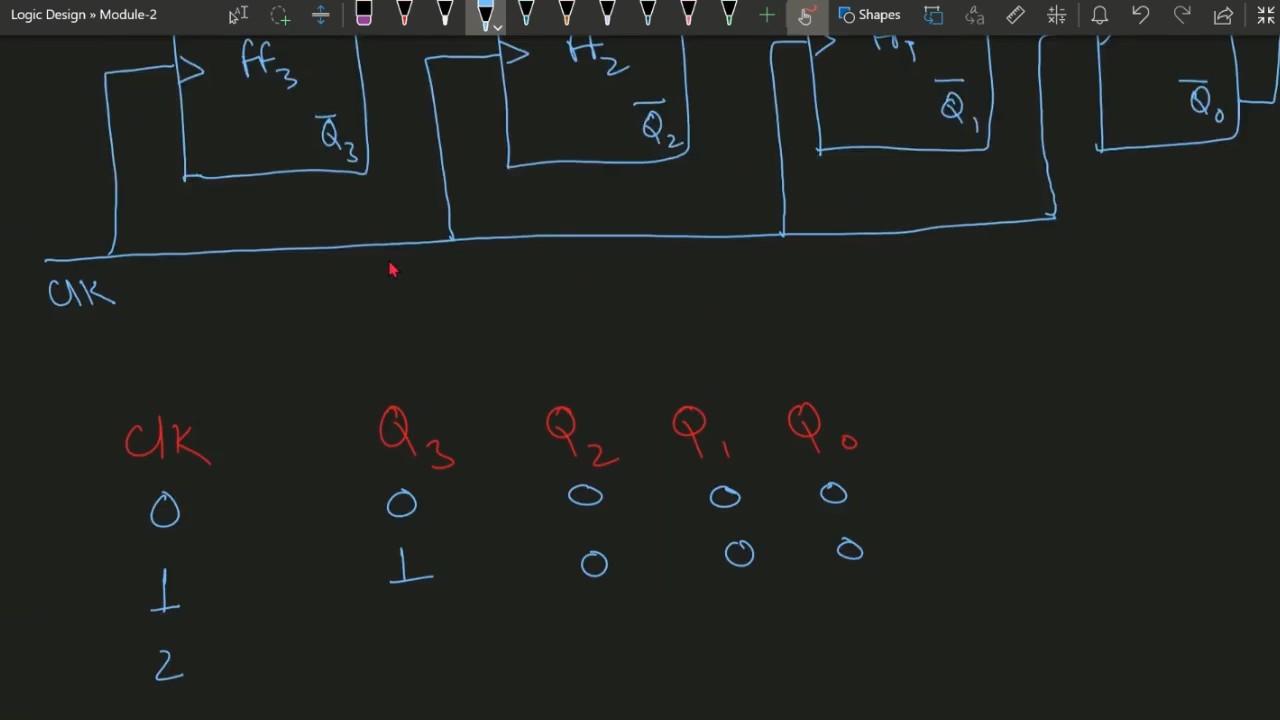 Logic Design » Module-2
Shapes
ff3 ff2 ff1
Q̅3 Q̅2 Q̅1 Q̅0
Clk
Clk Q3 Q2 Q1 Q0
0 0 0 0 0
1 1 0 0 0
2